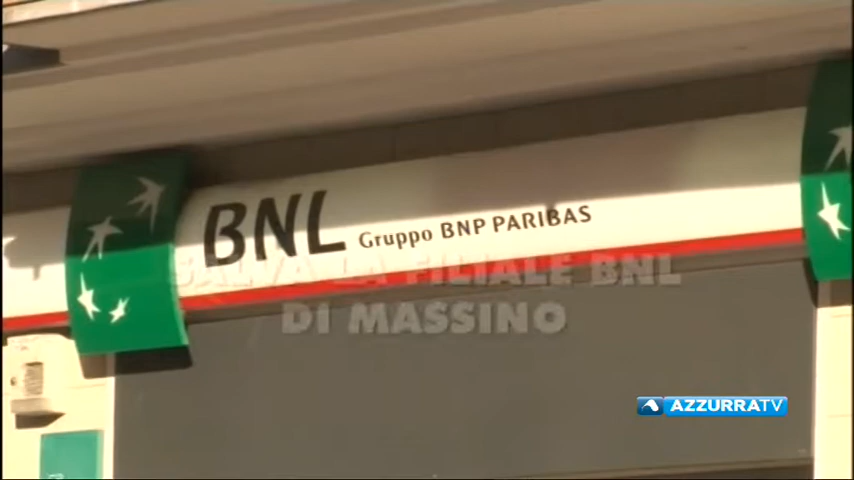 BNL Gruppo BNP PARIBAS
SALVA LA FILIALE BNL
DI MASSINO
AZZURRATV